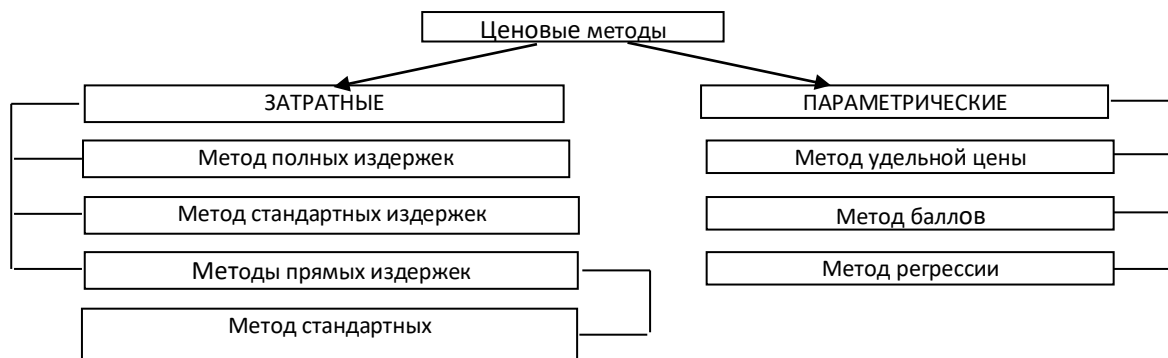 Ценовые методы
ЗАТРАТНЫЕ
Метод полных издержек
Метод стандартных издержек
Методы прямых издержек
Метод стандартных
ПАРАМЕТРИЧЕСКИЕ
Метод удельной цены
Метод баллов
Метод регрессии